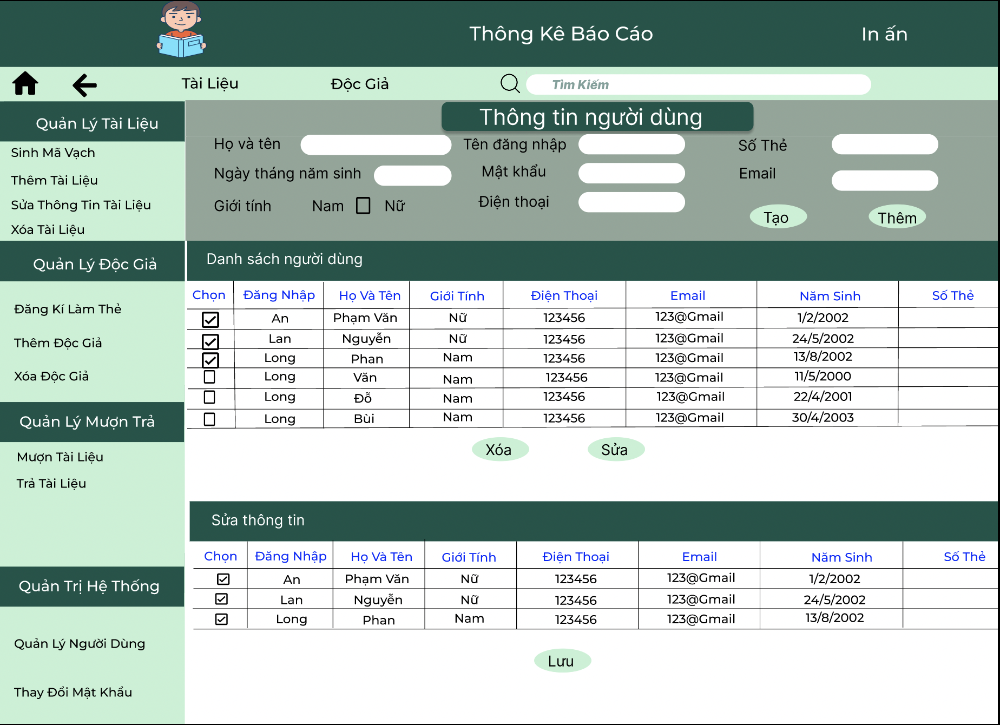 Thông Kê Báo Cáo
In ấn
Tài Liệu
Độc Giả
Tìm Kiếm
Quản Lý Tài Liệu
Sinh Mã Vạch
Thêm Tài Liệu
Sửa Thông Tin Tài Liệu
Xóa Tài Liệu
Quản Lý Độc Giả
Đăng Kí Làm Thẻ
Thêm Độc Giả
Xóa Độc Giả
Quản Lý Mượn Trả
Mượn Tài Liệu
Trả Tài Liệu
Quản Trị Hệ Thống
Quản Lý Người Dùng
Thay Đổi Mật Khẩu
Thông tin người dùng
Họ và tên
Tên đăng nhập
Số Thẻ
Ngày tháng năm sinh
Mật khẩu
Email
Giới tính Nam Nữ
Điện thoại
Tạo
Thêm
Danh sách người dùng
Chọn Đăng Nhập Họ Và Tên Giới Tính Điện Thoại Email Năm Sinh Số Thẻ
An Phạm Văn Nữ 123456 123@Gmail 1/2/2002
Lan Nguyễn Nữ 123456 123@Gmail 24/5/2002
Long Phan Nam 123456 123@Gmail 13/8/2002
Long Văn Nam 123456 123@Gmail 11/5/2000
Long Đỗ Nam 123456 123@Gmail 22/4/2001
Long Bùi Nam 123456 123@Gmail 30/4/2003
Xóa
Sửa
Sửa thông tin
Chọn Đăng Nhập Họ Và Tên Giới Tính Điện Thoại Email Năm Sinh Số Thẻ
An Phạm Văn Nữ 123456 123@Gmail 1/2/2002
Lan Nguyễn Nữ 123456 123@Gmail 24/5/2002
Long Phan Nam 123456 123@Gmail 13/8/2002
Lưu